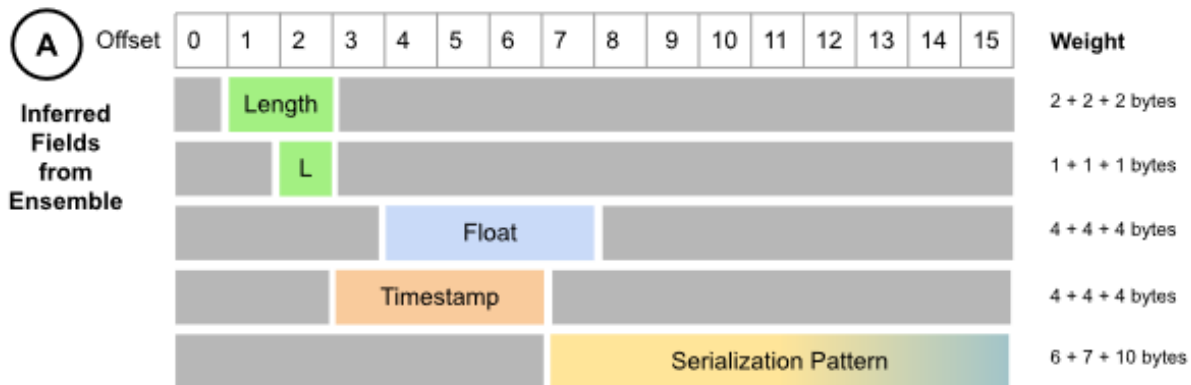 A Offset 0 1 2 3 4 5 6 7 8 9 10 11 12 13 14 15 Weight
Inferred
Fields
from
Ensemble
Length 2 + 2 + 2 bytes
L 1 + 1 + 1 bytes
Float 4 + 4 + 4 bytes
Timestamp 4 + 4 + 4 bytes
Serialization Pattern 6 + 7 + 10 bytes